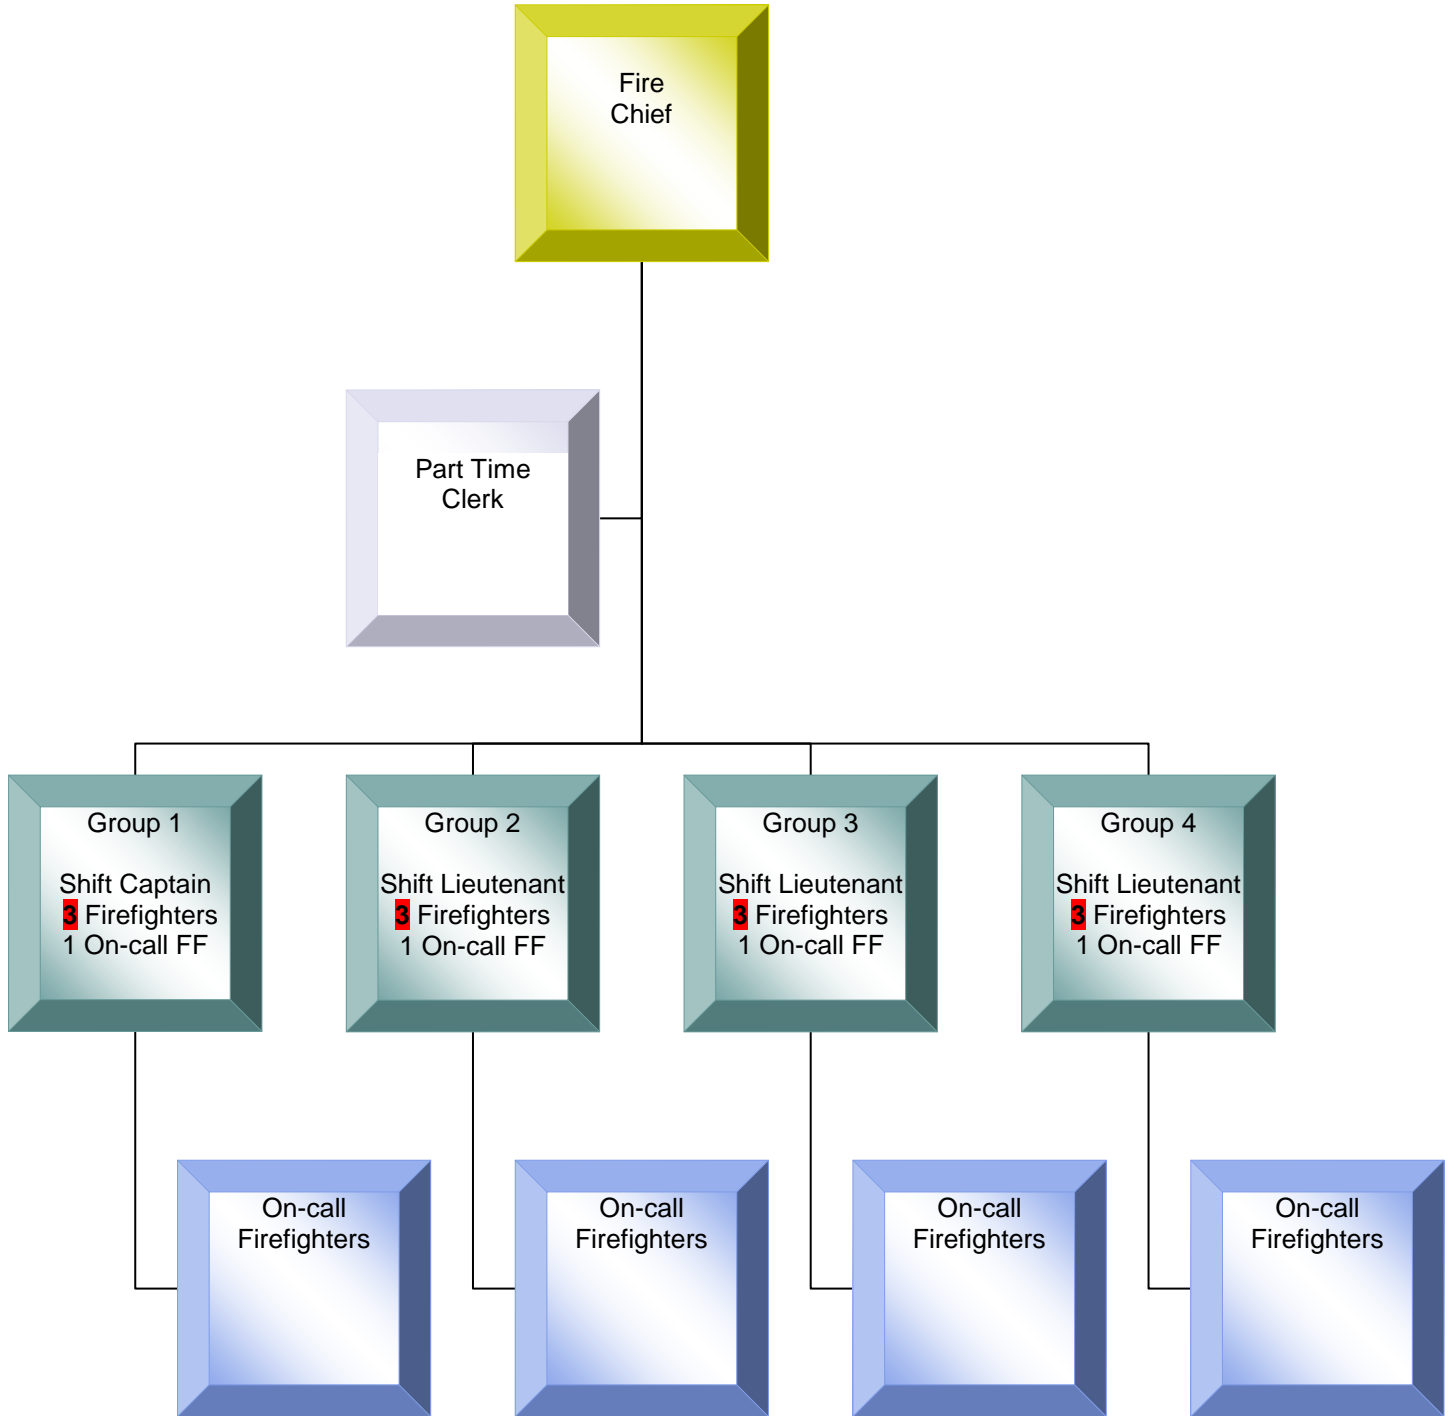 Fire
Chief
Part Time
Clerk
Group 1
Shift Captain
3 Firefighters
1 On-call FF
Group 2
Shift Lieutenant
3 Firefighters
1 On-call FF
Group 3
Shift Lieutenant
3 Firefighters
1 On-call FF
Group 4
Shift Lieutenant
3 Firefighters
1 On-call FF
On-call
Firefighters
On-call
Firefighters
On-call
Firefighters
On-call
Firefighters